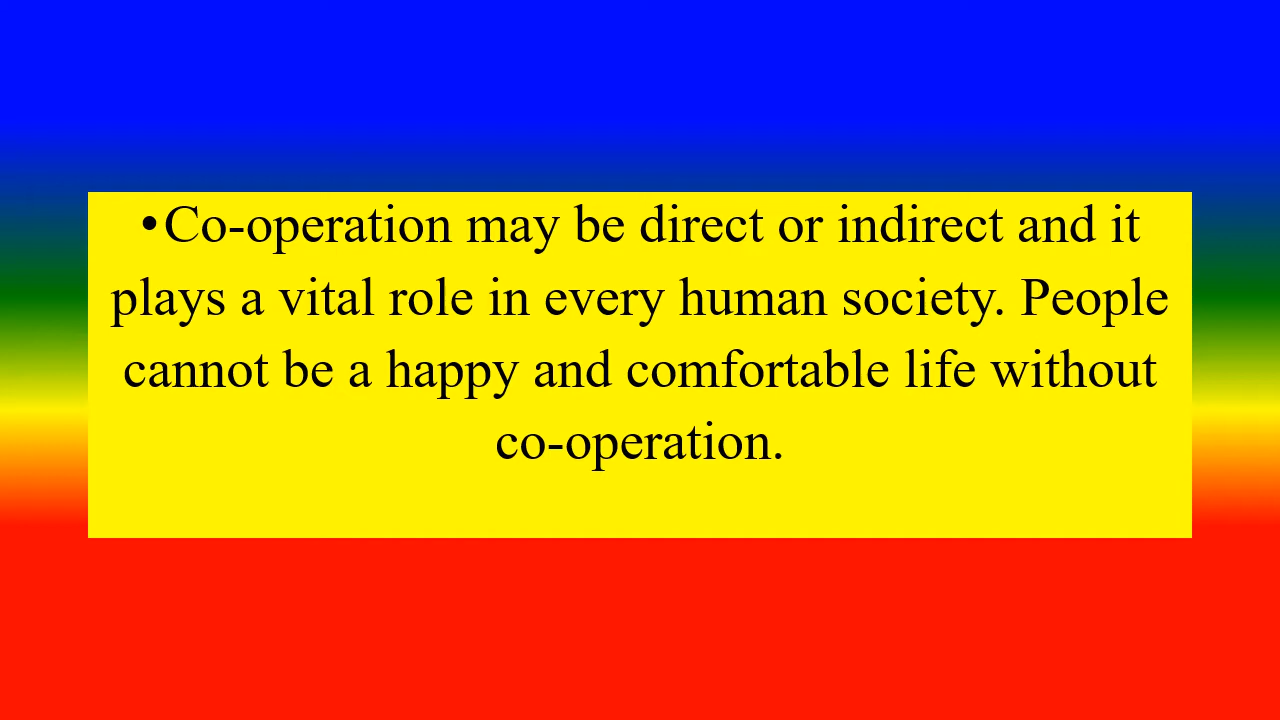 •Co-operation may be direct or indirect and it
plays a vital role in every human society. People
cannot be a happy and comfortable life without
co-operation.